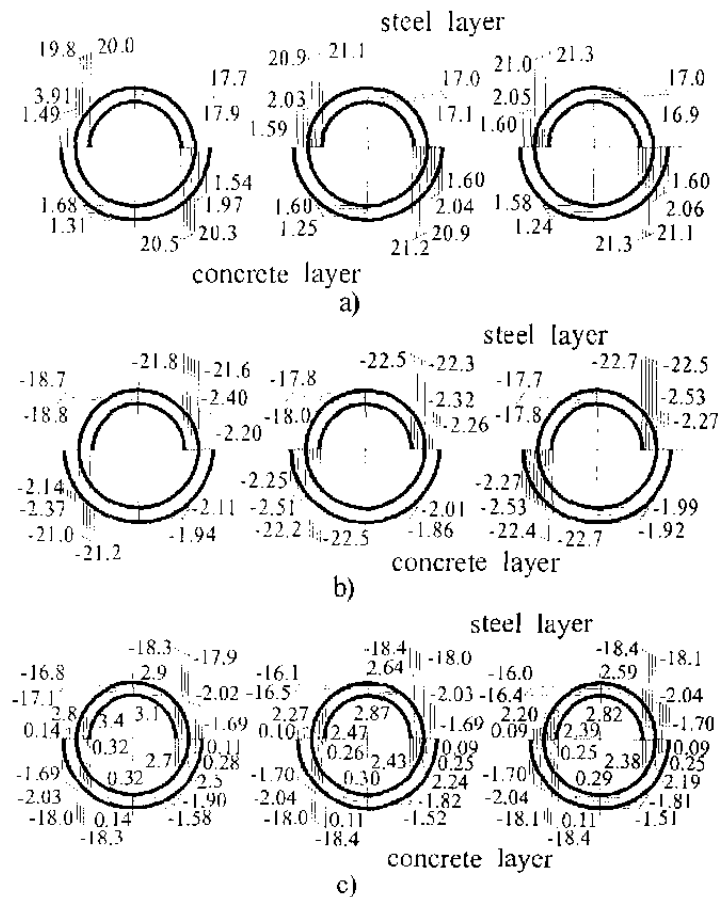 steel layer
19.8 20.0 20.9 21.1 21.0 21.3
17.7 17.0 17.0
3.91 2.03 2.05
1.49 17.9 1.59 17.1 1.60 16.9
1.54 1.60 1.60
1.68 1.97 1.60 2.04 1.58 2.06
1.31 1.25 1.24
20.5 20.3 21.2 20.9 21.3 21.1
concrete layer
a)
steel layer
-21.8 -21.6 -22.5 -22.3 -22.7 -22.5
-18.7 -17.8 -17.7
-2.40 -2.32 -2.53
-18.8 -18.0 -2.26 -17.8 -2.27
-2.20
-2.14 -2.25 -2.27
-2.37 -2.11 -2.51 -2.01 -2.53 -1.99
-21.0 -1.94 -22.2 -1.86 -22.4 -1.92
-21.2 -22.5 -22.7
concrete layer
b)
steel layer
-18.3 -17.9 -18.4 -18.0 -18.4 -18.1
-16.8 2.9 -16.1 2.64 -16.0 2.59
-17.1 -2.02 -16.5 -2.03 -16.4 -2.04
2.8 3.4 3.1 -1.69 2.27 2.87 -1.69 2.20 2.82 -1.70
0.14 0.11 0.10 2.47 0.09 0.09 2.39 0.09
0.32 2.7 0.28 0.26 2.43 0.25 0.25 2.38 0.25
-1.69 0.32 2.5 -1.70 0.30 2.24 -1.70 0.29 2.19
-2.03 -1.90 -2.04 -1.82 -2.04 -1.81
-18.0 0.14 -1.58 -18.0 0.11 -1.52 -18.1 0.11 -1.51
-18.3 -18.4 -18.4
concrete layer
c)